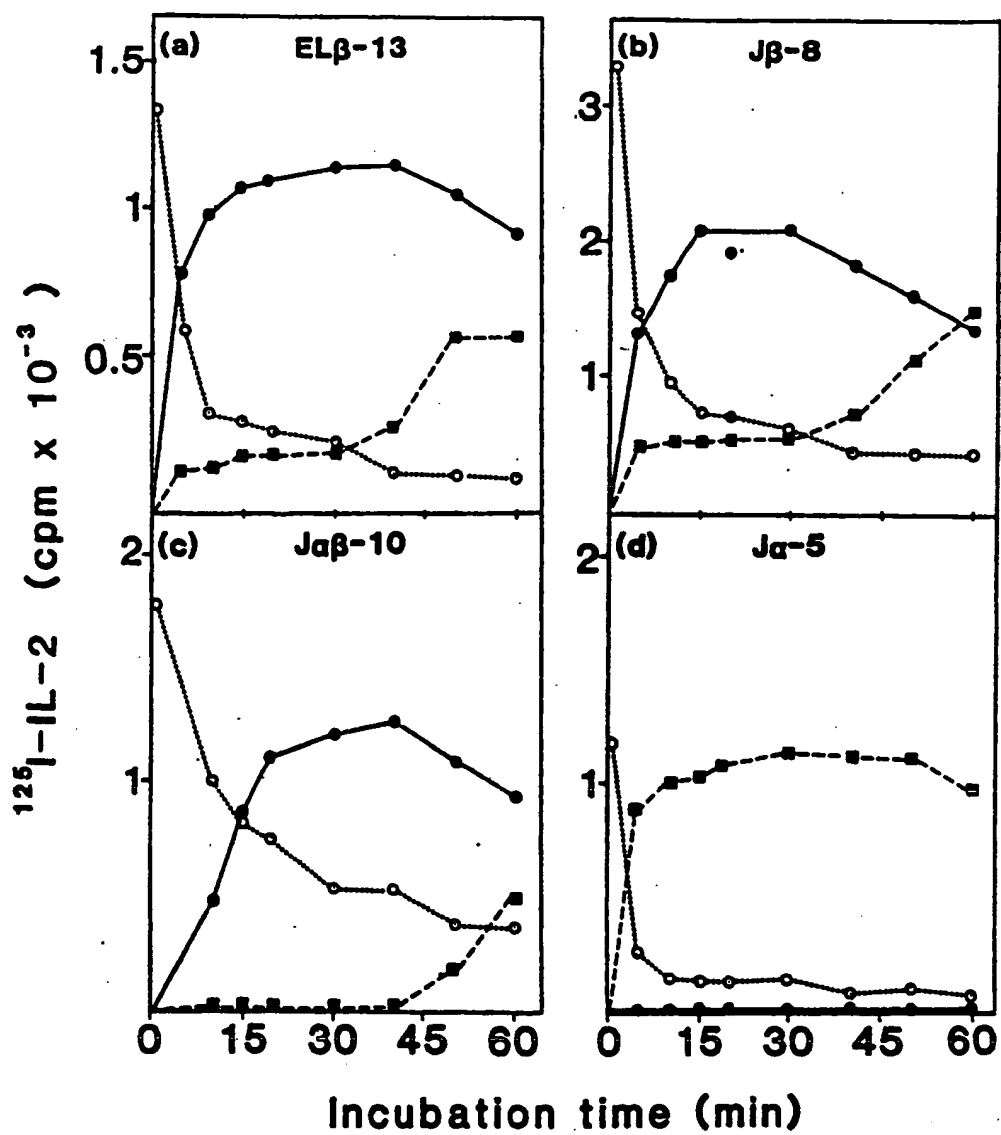 (a) ELβ-13
1.5
1
0.5
(b) Jβ-8
3
2
1
(c) Jαβ-10
2
1
(d) Jα-5
2
1
0 15 30 45 60
0 15 30 45 60
¹²⁵I-IL-2 (cpm x 10⁻³)
Incubation time (min)